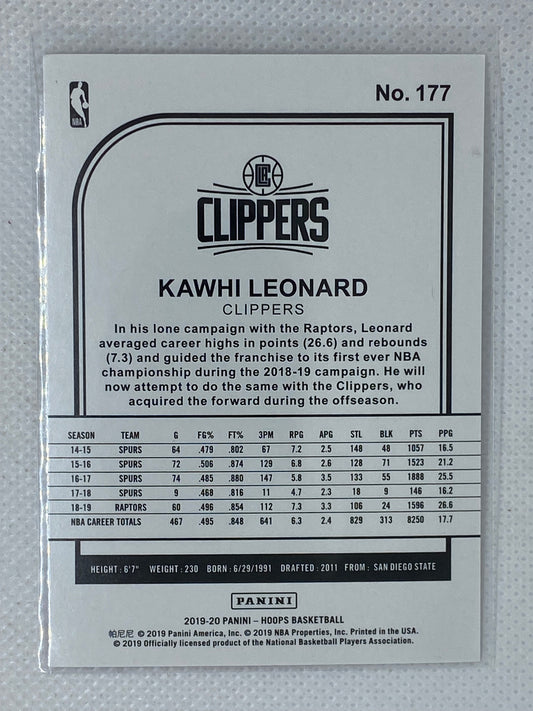 No. 177
NBA
LAC
CLIPPERS
KAWHI LEONARD
CLIPPERS
In his lone campaign with the Raptors, Leonard
averaged career highs in points (26.6) and rebounds
(7.3) and guided the franchise to its first ever NBA
championship during the 2018-19 campaign. He will
now attempt to do the same with the Clippers, who
acquired the forward during the offseason.
SEASON TEAM G FG% FT% 3PM RPG APG STL BLK PTS PPG
14-15 SPURS 64 .479 .802 67 7.2 2.5 148 48 1057 16.5
15-16 SPURS 72 .506 .874 129 6.8 2.6 128 71 1523 21.2
16-17 SPURS 74 .485 .880 147 5.8 3.5 133 55 1888 25.5
17-18 SPURS 9 .468 .816 11 4.7 2.3 18 9 146 16.2
18-19 RAPTORS 60 .496 .854 112 7.3 3.3 106 24 1596 26.6
NBA CAREER TOTALS 467 .495 .848 641 6.3 2.4 829 313 8250 17.7
HEIGHT : 6'7" WEIGHT : 230 BORN : 6/29/1991 DRAFTED : 2011 FROM : SAN DIEGO STATE
PANINI
2019-20 PANINI – HOOPS BASKETBALL
帕尼尼 © 2019 Panini America, Inc. © 2019 NBA Properties, Inc. Printed in the USA.
© 2019 Officially licensed product of the National Basketball Players Association.